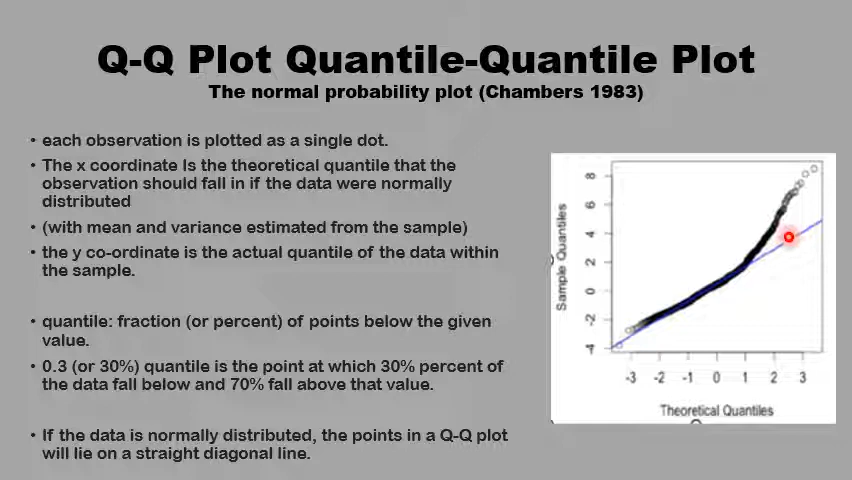 Q-Q Plot Quantile-Quantile Plot
The normal probability plot (Chambers 1983)
• each observation is plotted as a single dot.
• The x coordinate Is the theoretical quantile that the
observation should fall in if the data were normally
distributed
• (with mean and variance estimated from the sample)
• the y co-ordinate is the actual quantile of the data within
the sample.
• quantile: fraction (or percent) of points below the given
value.
• 0.3 (or 30%) quantile is the point at which 30% percent of
the data fall below and 70% fall above that value.
• If the data is normally distributed, the points in a Q-Q plot
will lie on a straight diagonal line.
Sample Quantiles
8
6
4
2
0
-2
-4
-3 -2 -1 0 1 2 3
Theoretical Quantiles